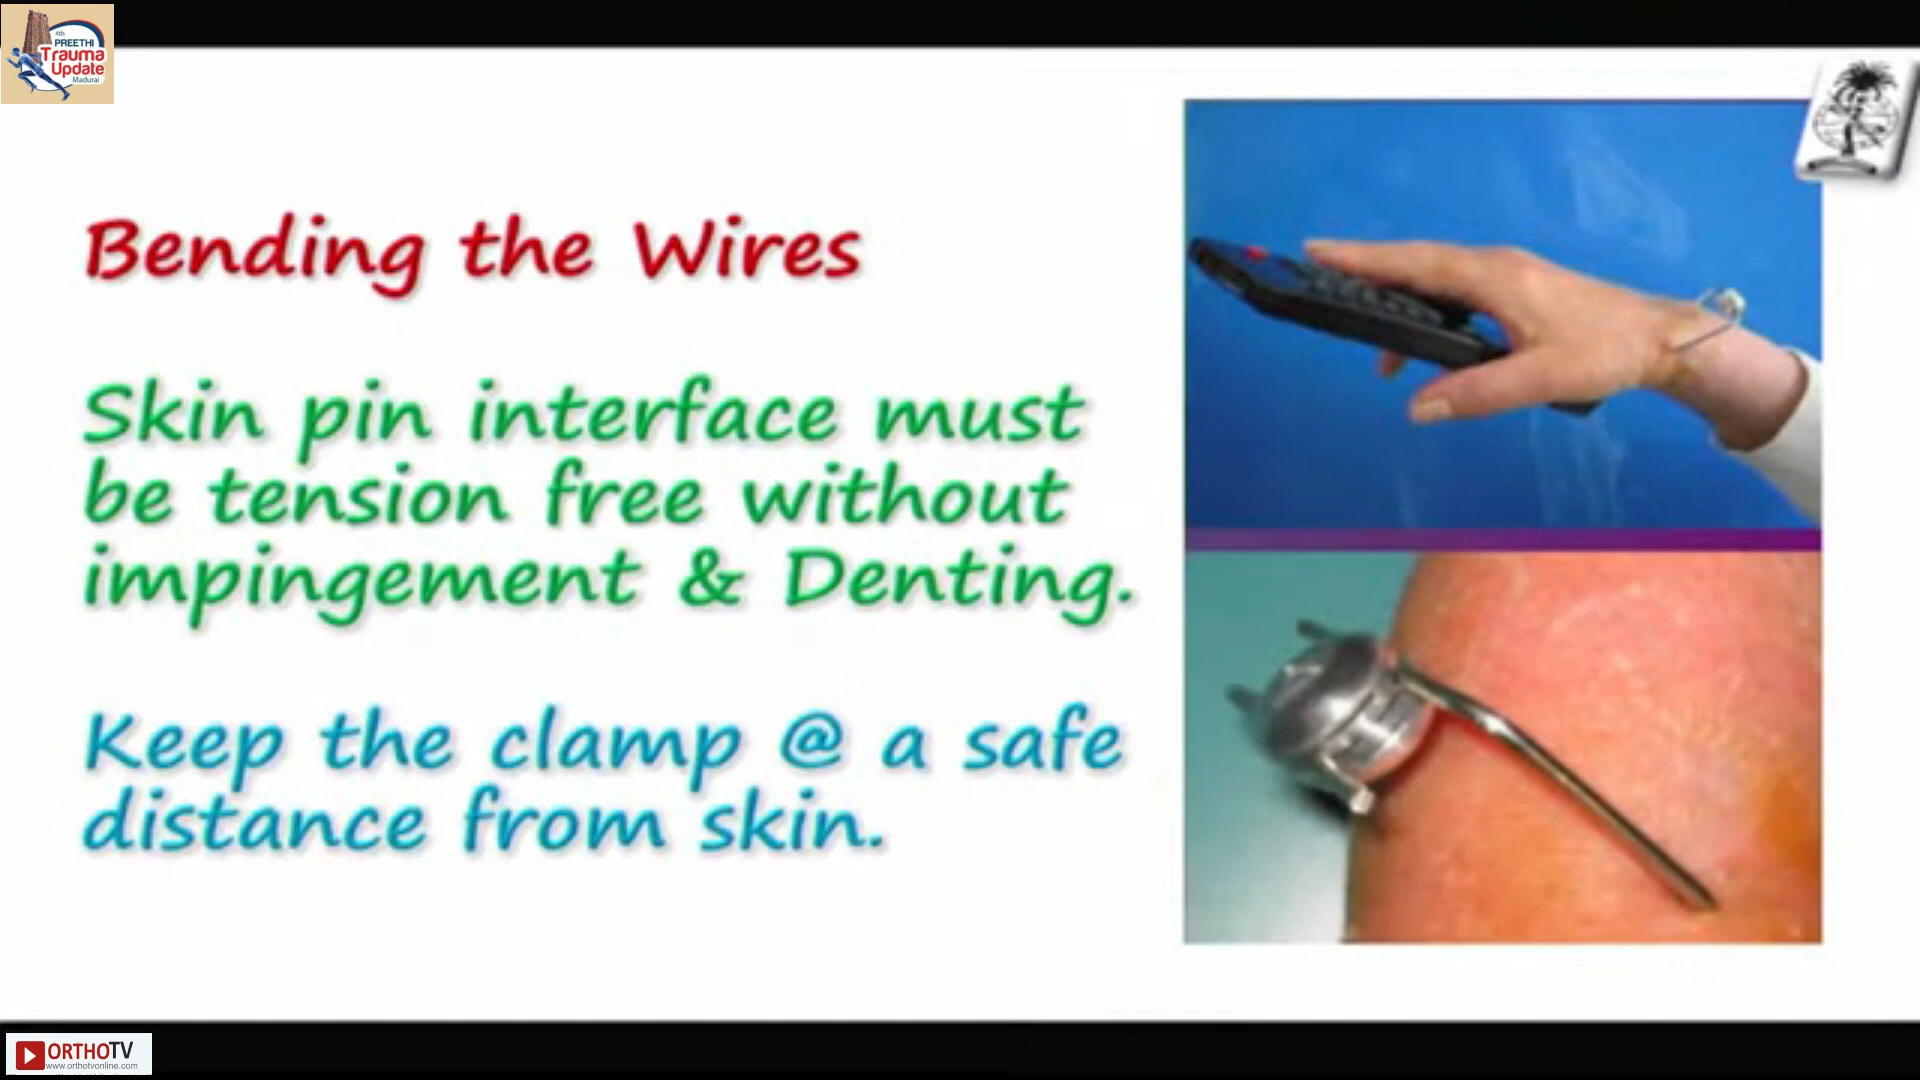 4th
PREETHI
Trauma
Update
Madurai
Bending the Wires
Skin pin interface must
be tension free without
impingement & Denting.
Keep the clamp @ a safe
distance from skin.
ORTHOTV
www.orthotvonline.com